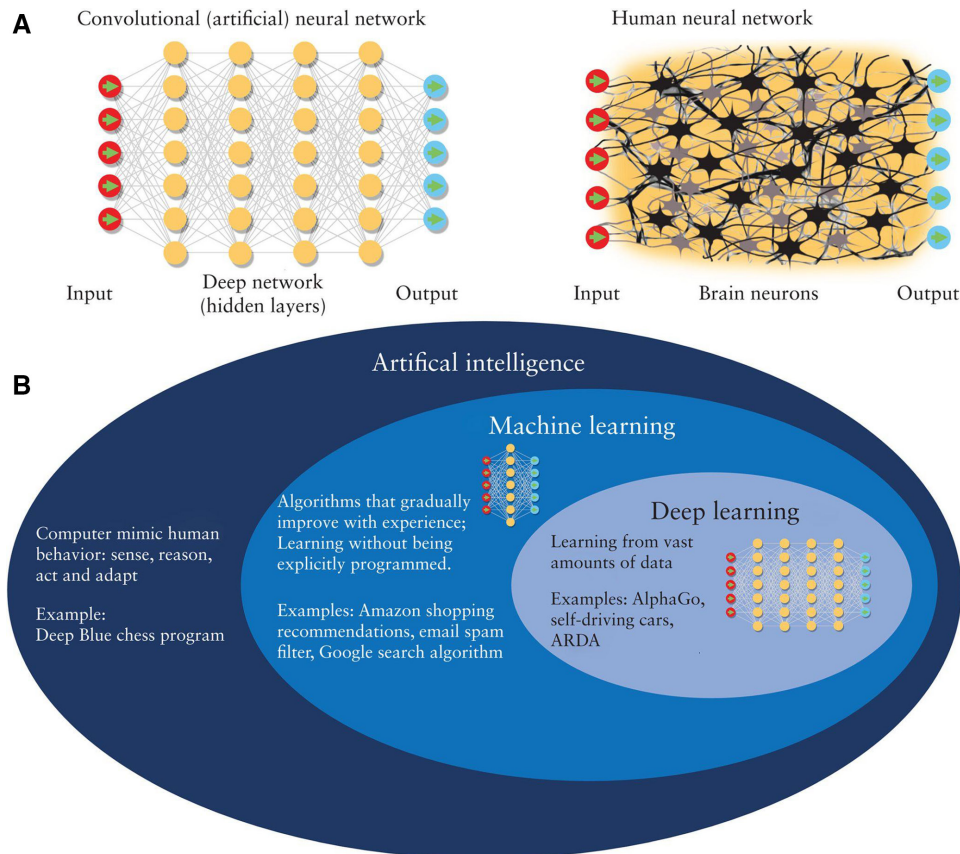 A
Convolutional (artificial) neural network
Human neural network
Input
Deep network
(hidden layers)
Output
Input
Brain neurons
Output
B
Artifical intelligence
Machine learning
Deep learning
Computer mimic human
behavior: sense, reason,
act and adapt
Example:
Deep Blue chess program
Algorithms that gradually
improve with experience;
Learning without being
explicitly programmed.
Examples: Amazon shopping
recommendations, email spam
filter, Google search algorithm
Learning from vast
amounts of data
Examples: AlphaGo,
self-driving cars,
ARDA